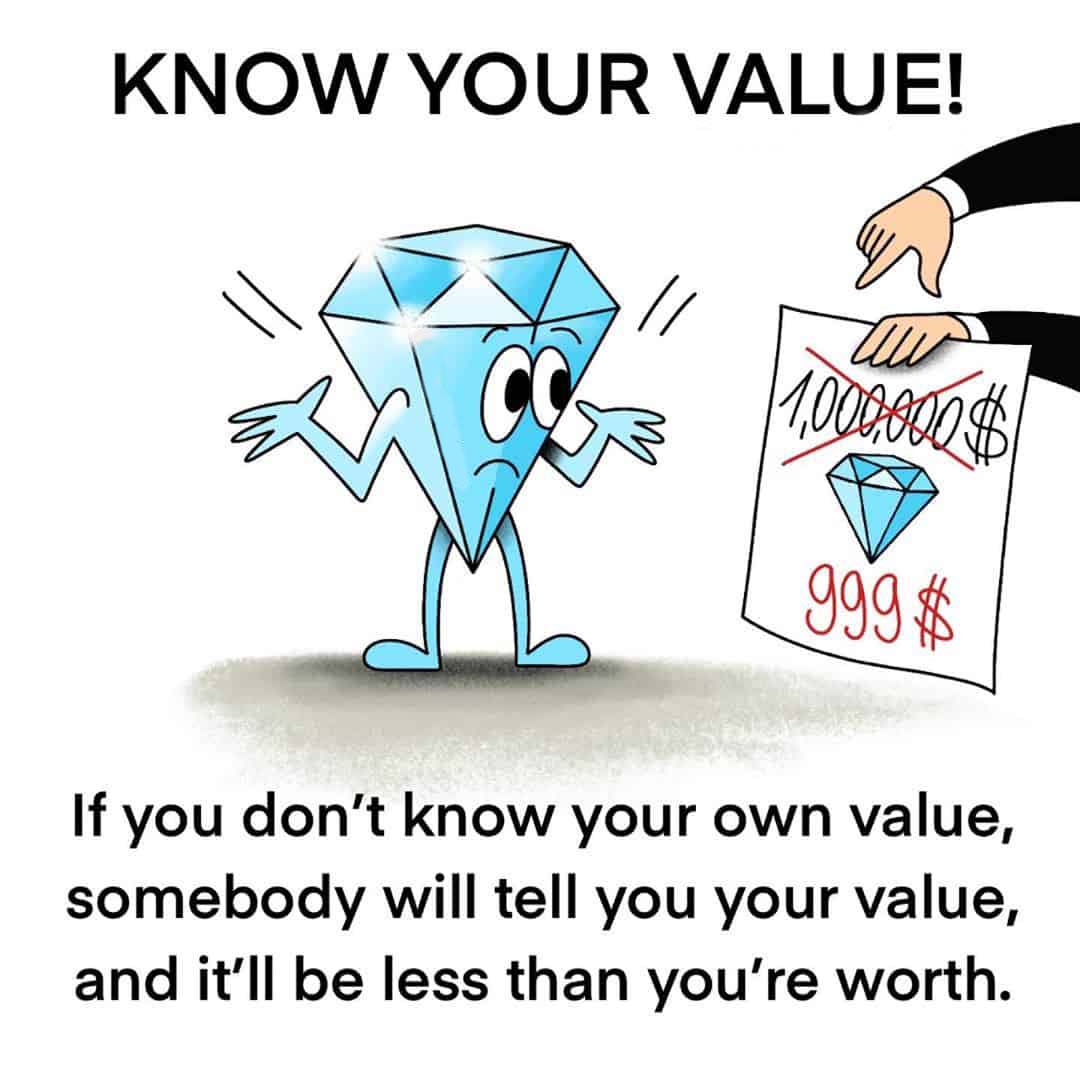 KNOW YOUR VALUE!
1,000,000$
999$
If you don't know your own value,
somebody will tell you your value,
and it'll be less than you're worth.